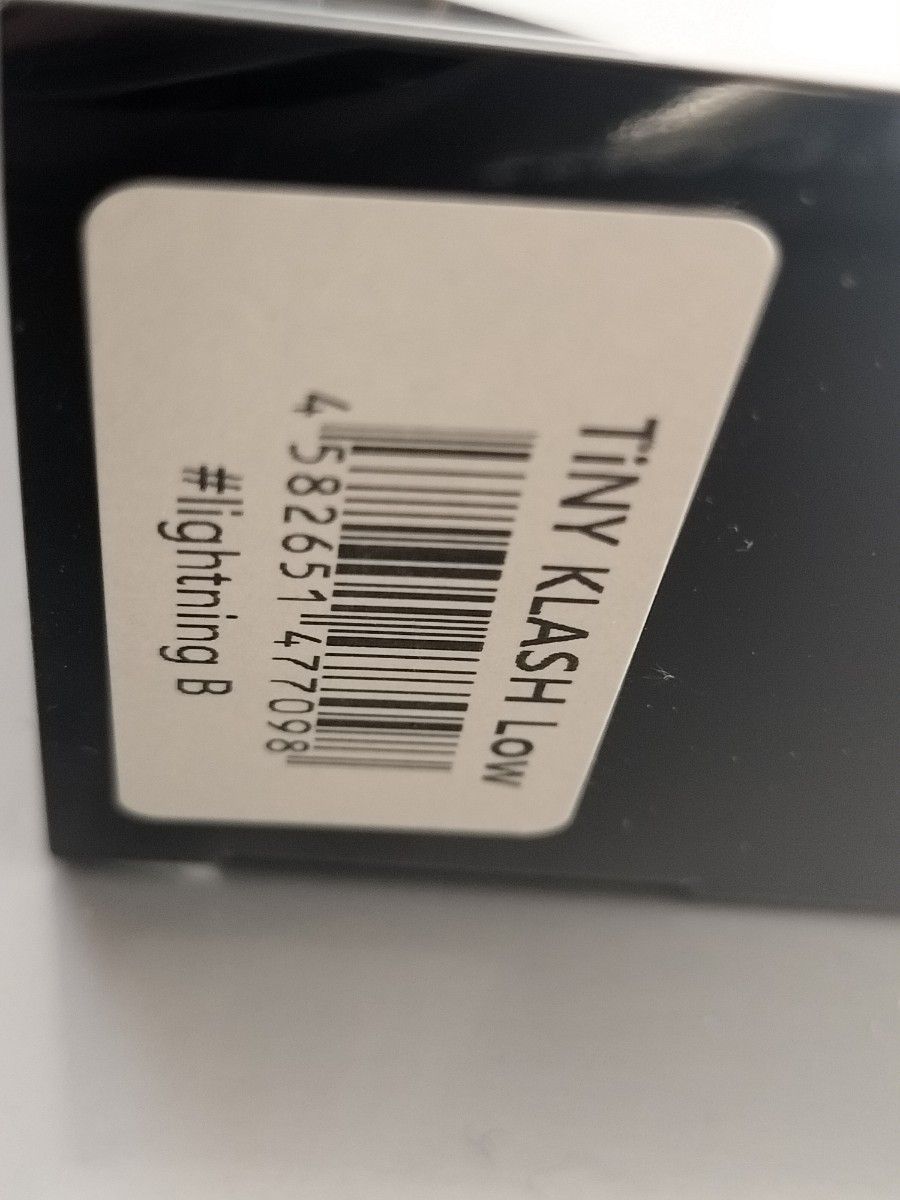 TiNY KLASH Low
4 582651 477098
#lightning B